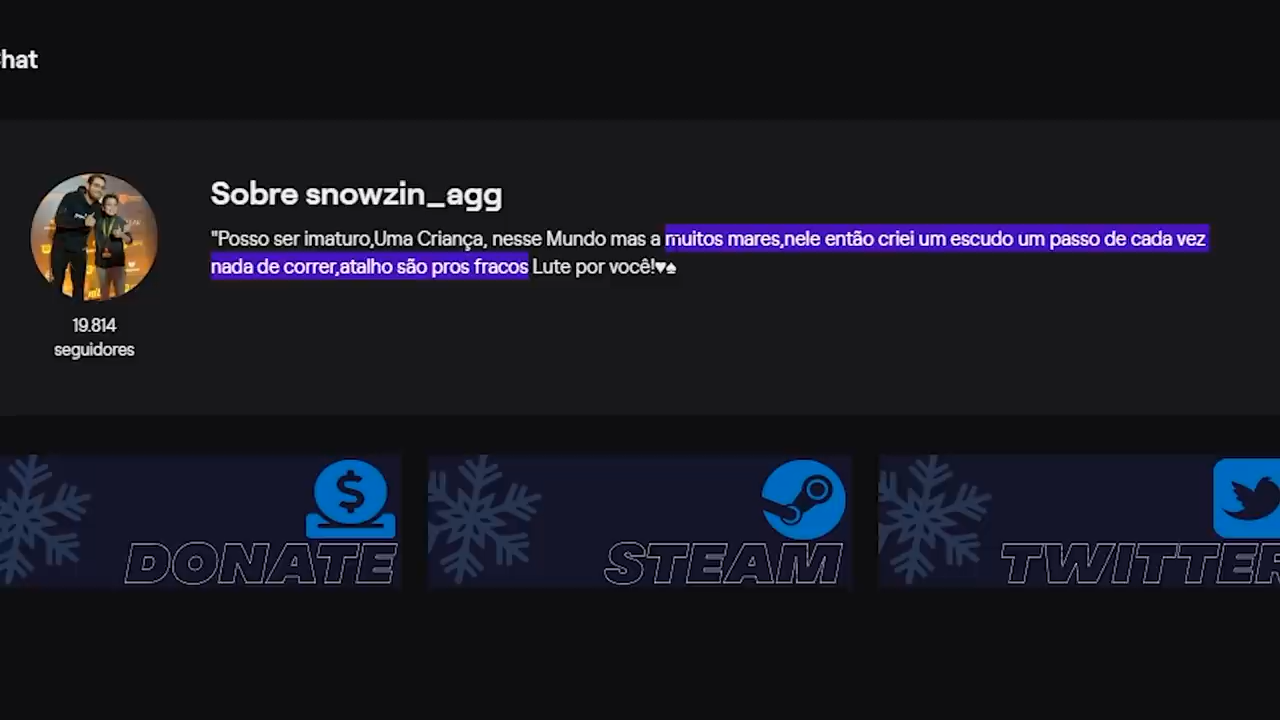 Chat
Sobre snowzin_agg
"Posso ser imaturo,Uma Criança, nesse Mundo mas a muitos mares,nele então criei um escudo um passo de cada vez
nada de correr,atalho são pros fracos Lute por você!♥♠
19.814
seguidores
DONATE
STEAM
TWITTER